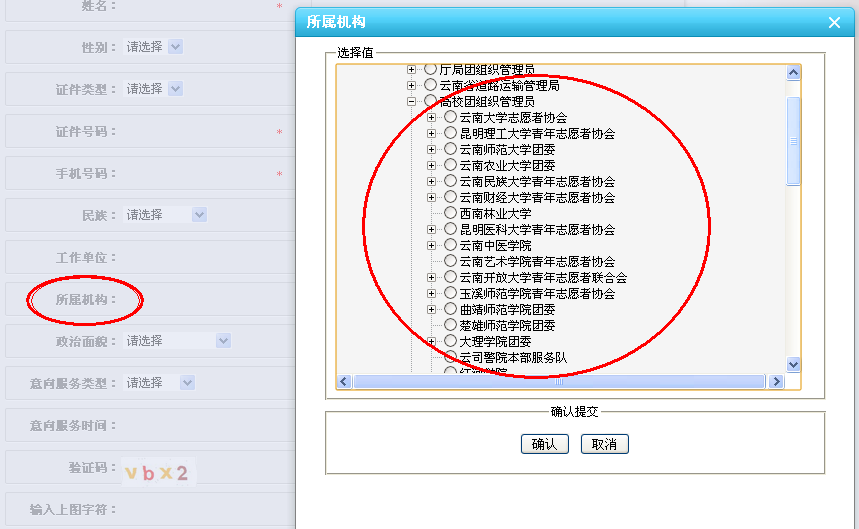 姓名： *
性别： 请选择
证件类型： 请选择
证件号码： *
手机号码： *
民族： 请选择
工作单位：
所属机构：
政治面貌： 请选择
意向服务类型： 请选择
意向服务时间：
验证码： vbx2
输入上图字符：
所属机构
选择值
厅局团组织管理员
云南省道路运输管理局
高校团组织管理员
云南大学志愿者协会
昆明理工大学青年志愿者协会
云南师范大学团委
云南农业大学团委
云南民族大学青年志愿者协会
云南财经大学青年志愿者协会
西南林业大学
昆明医科大学青年志愿者协会
云南中医学院
云南艺术学院青年志愿者协会
云南开放大学青年志愿者联合会
玉溪师范学院青年志愿者协会
曲靖师范学院团委
楚雄师范学院团委
大理学院团委
云司警院本部服务队
红河学院
确认提交
确认 取消